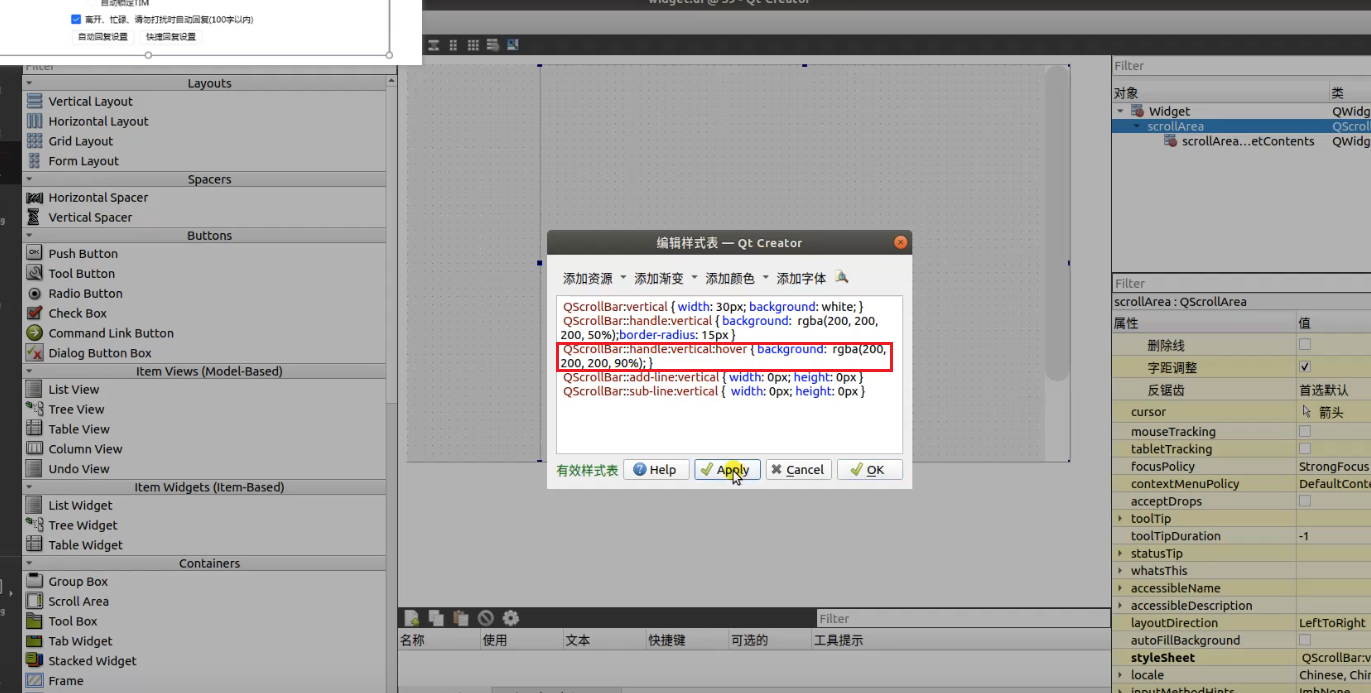 自动锁定TIM
widget.ui @ 39 - Qt Creator
离开、忙碌、请勿打扰时自动回复(100字以内)
自动回复设置 快捷回复设置
Filter
Layouts
Vertical Layout
Horizontal Layout
Grid Layout
Form Layout
Spacers
Horizontal Spacer
Vertical Spacer
Buttons
Push Button
Tool Button
Radio Button
Check Box
Command Link Button
Dialog Button Box
Item Views (Model-Based)
List View
Tree View
Table View
Column View
Undo View
Item Widgets (Item-Based)
List Widget
Tree Widget
Table Widget
Containers
Group Box
Scroll Area
Tool Box
Tab Widget
Stacked Widget
Frame
编辑样式表 — Qt Creator
添加资源 添加渐变 添加颜色 添加字体
QScrollBar:vertical { width: 30px; background: white; }
QScrollBar::handle:vertical { background: rgba(200, 200,
200, 50%);border-radius: 15px }
QScrollBar::handle:vertical:hover { background: rgba(200,
200, 200, 90%); }
QScrollBar::add-line:vertical { width: 0px; height: 0px }
QScrollBar::sub-line:vertical { width: 0px; height: 0px }
有效样式表 Help Apply Cancel OK
Filter
名称 使用 文本 快捷键 可选的 工具提示
Filter
对象 类
Widget QWidg
scrollArea QScroll
scrollArea...etContents QWidg
Filter
scrollArea : QScrollArea
属性 值
删除线
字距调整
反锯齿 首选默认
cursor 箭头
mouseTracking
tabletTracking
focusPolicy StrongFocus
contextMenuPolicy DefaultConte
acceptDrops
toolTip
toolTipDuration -1
statusTip
whatsThis
accessibleName
accessibleDescription
layoutDirection LeftToRight
autoFillBackground
styleSheet QScrollBar:v
locale Chinese, Chin
inputMethodHints ImhNone